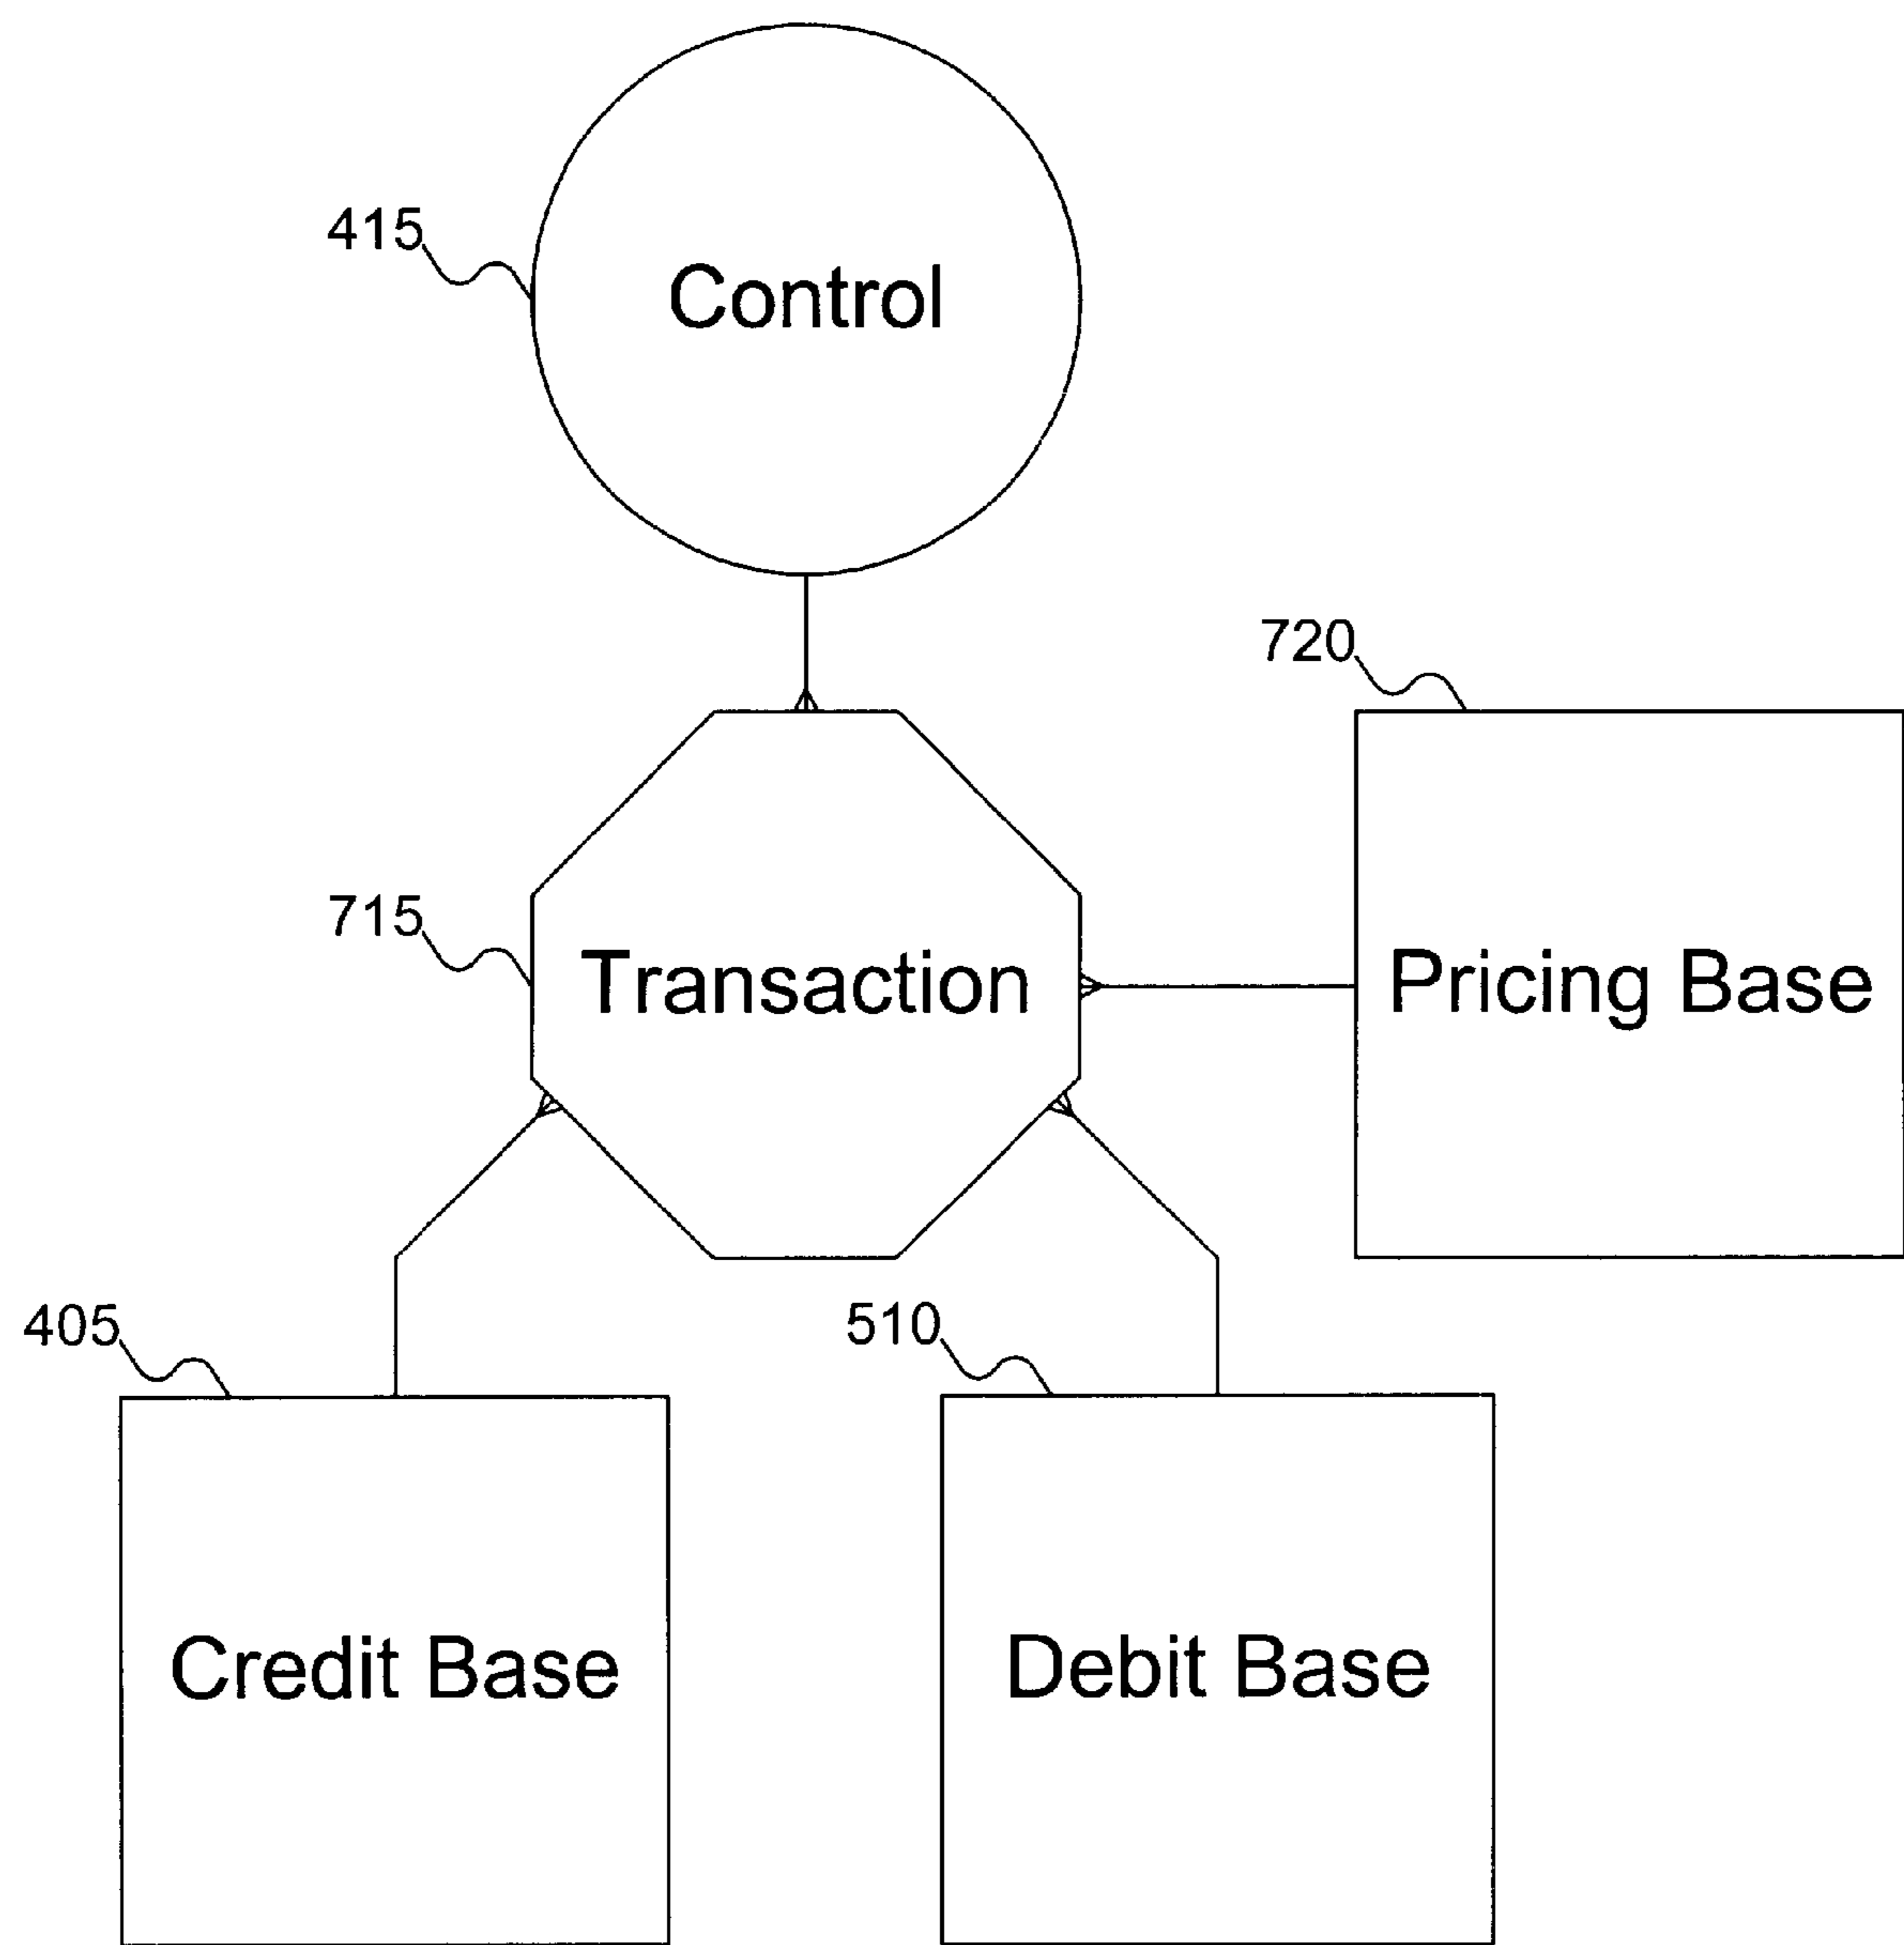 415
Control
720
715
Transaction
Pricing Base
405
510
Credit Base
Debit Base